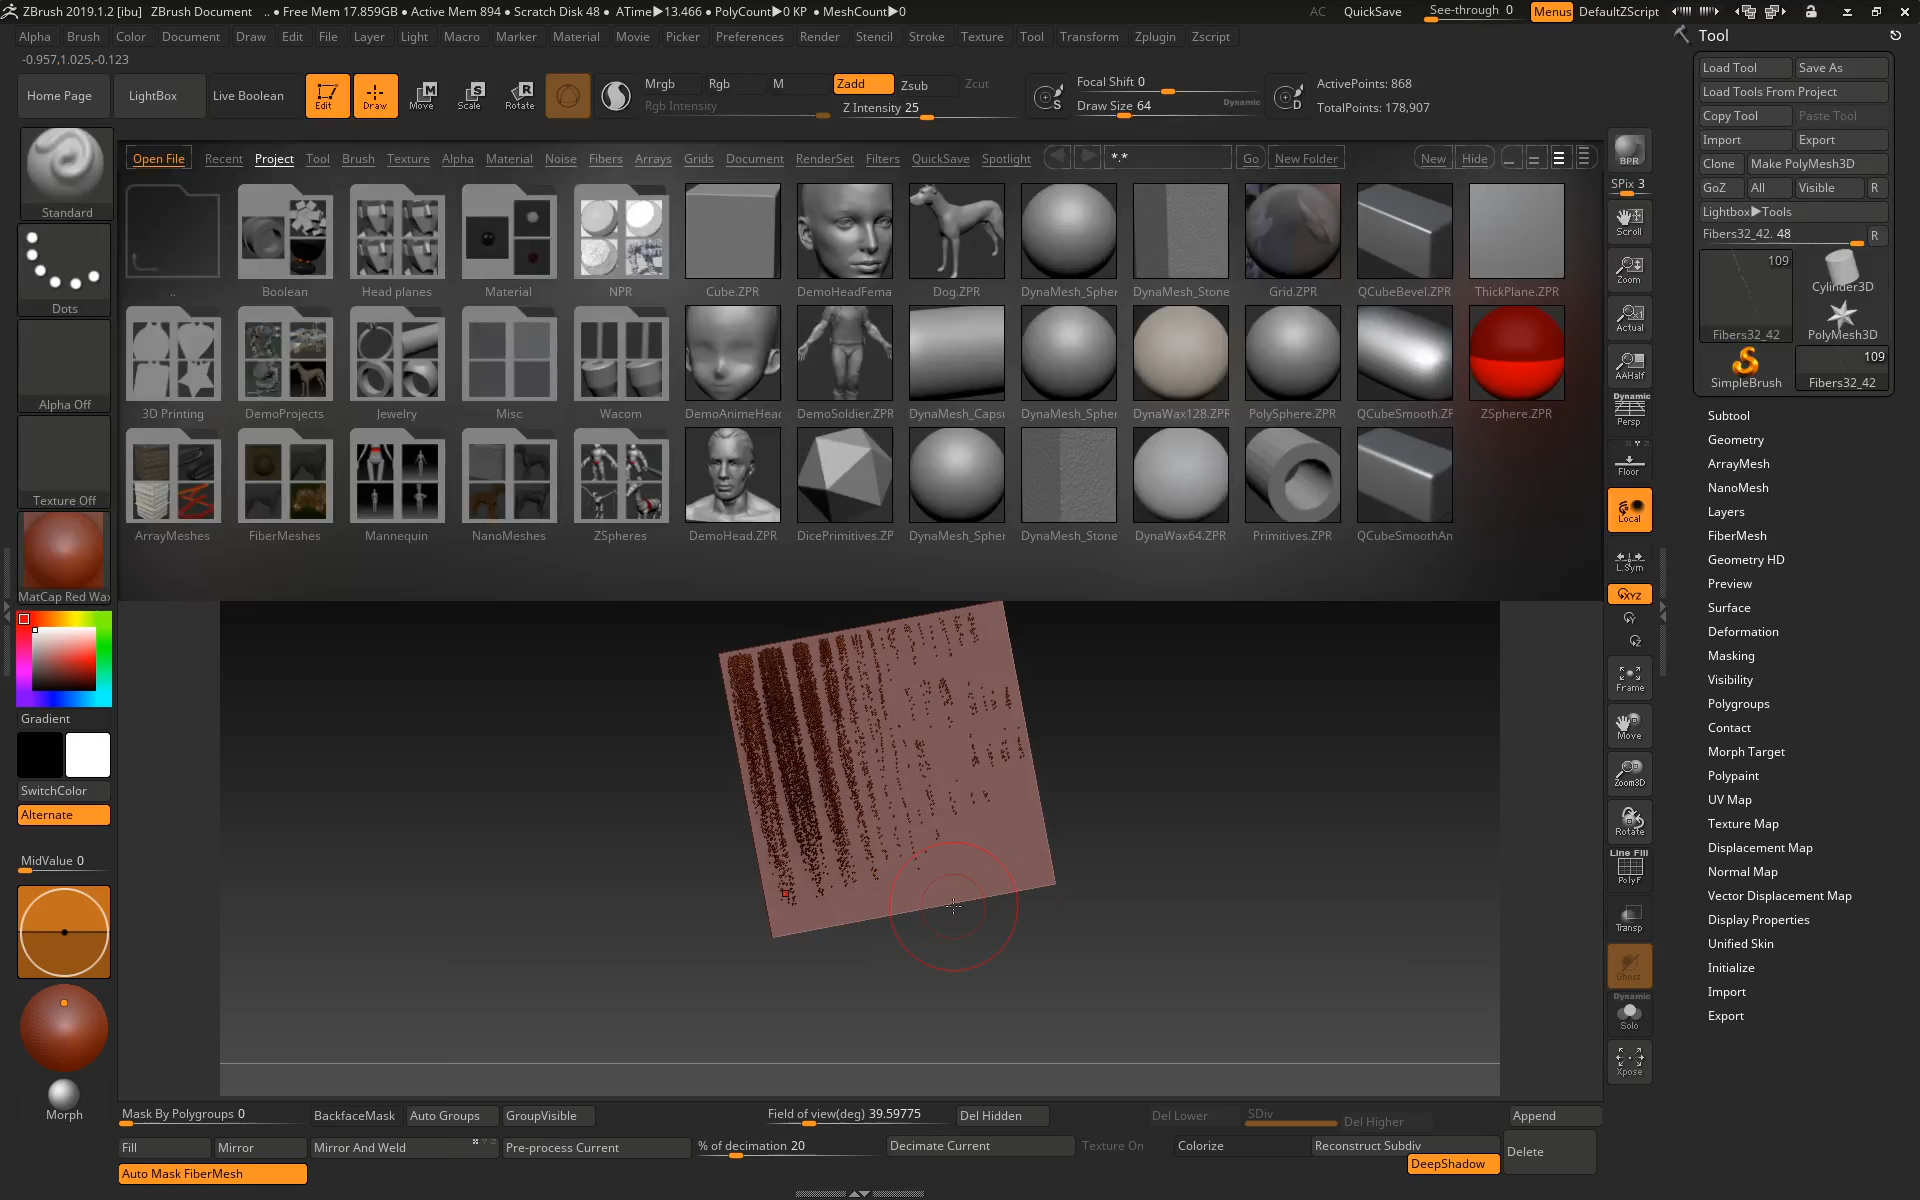 ZBrush 2019.1.2 [ibu] ZBrush Document .. • Free Mem 17.859GB • Active Mem 894 • Scratch Disk 48 • ATime▶13.466 • PolyCount▶0 KP • MeshCount▶0 AC QuickSave See-through 0 Menus DefaultZScript
Alpha Brush Color Document Draw Edit File Layer Light Macro Marker Material Movie Picker Preferences Render Stencil Stroke Texture Tool Transform Zplugin Zscript
-0.957,1.025,-0.123
Home Page LightBox Live Boolean Edit Draw Move Scale Rotate
Mrgb Rgb M Zadd Zsub Zcut
Rgb Intensity Z Intensity 25
Focal Shift 0
Draw Size 64 Dynamic
ActivePoints: 868
TotalPoints: 178,907
Open File Recent Project Tool Brush Texture Alpha Material Noise Fibers Arrays Grids Document RenderSet Filters QuickSave Spotlight *.* Go New Folder New Hide
.. Boolean Head planes Material NPR Cube.ZPR DemoHeadFema Dog.ZPR DynaMesh_Spher DynaMesh_Stone Grid.ZPR QCubeBevel.ZPR ThickPlane.ZPR
3D Printing DemoProjects Jewelry Misc Wacom DemoAnimeHead DemoSoldier.ZPR DynaMesh_Capsu DynaMesh_Spher DynaWax128.ZPR PolySphere.ZPR QCubeSmooth.ZP ZSphere.ZPR
ArrayMeshes FiberMeshes Mannequin NanoMeshes ZSpheres DemoHead.ZPR DicePrimitives.ZP DynaMesh_Spher DynaMesh_Stone DynaWax64.ZPR Primitives.ZPR QCubeSmoothAn
Standard
Dots
Alpha Off
Texture Off
MatCap Red Wax
Gradient
SwitchColor
Alternate
MidValue 0
Morph
BPR
SPix 3
Scroll
Zoom
Actual
AAHalf
Dynamic
Persp
Floor
Local
L.Sym
XYZ
Y
Z
Frame
Move
Zoom3D
Rotate
Line Fill
PolyF
Transp
Ghost
Dynamic
Solo
Xpose
Tool
Load Tool Save As
Load Tools From Project
Copy Tool Paste Tool
Import Export
Clone Make PolyMesh3D
GoZ All Visible R
Lightbox▶Tools
Fibers32_42. 48 R
109
Cylinder3D
Fibers32_42 PolyMesh3D
109
SimpleBrush Fibers32_42
Subtool
Geometry
ArrayMesh
NanoMesh
Layers
FiberMesh
Geometry HD
Preview
Surface
Deformation
Masking
Visibility
Polygroups
Contact
Morph Target
Polypaint
UV Map
Texture Map
Displacement Map
Normal Map
Vector Displacement Map
Display Properties
Unified Skin
Initialize
Import
Export
Mask By Polygroups 0 BackfaceMask Auto Groups GroupVisible Field of view(deg) 39.59775 Del Hidden Del Lower SDiv Del Higher Append
Fill Mirror Mirror And Weld Pre-process Current % of decimation 20 Decimate Current Texture On Colorize Reconstruct Subdiv Delete
Auto Mask FiberMesh DeepShadow